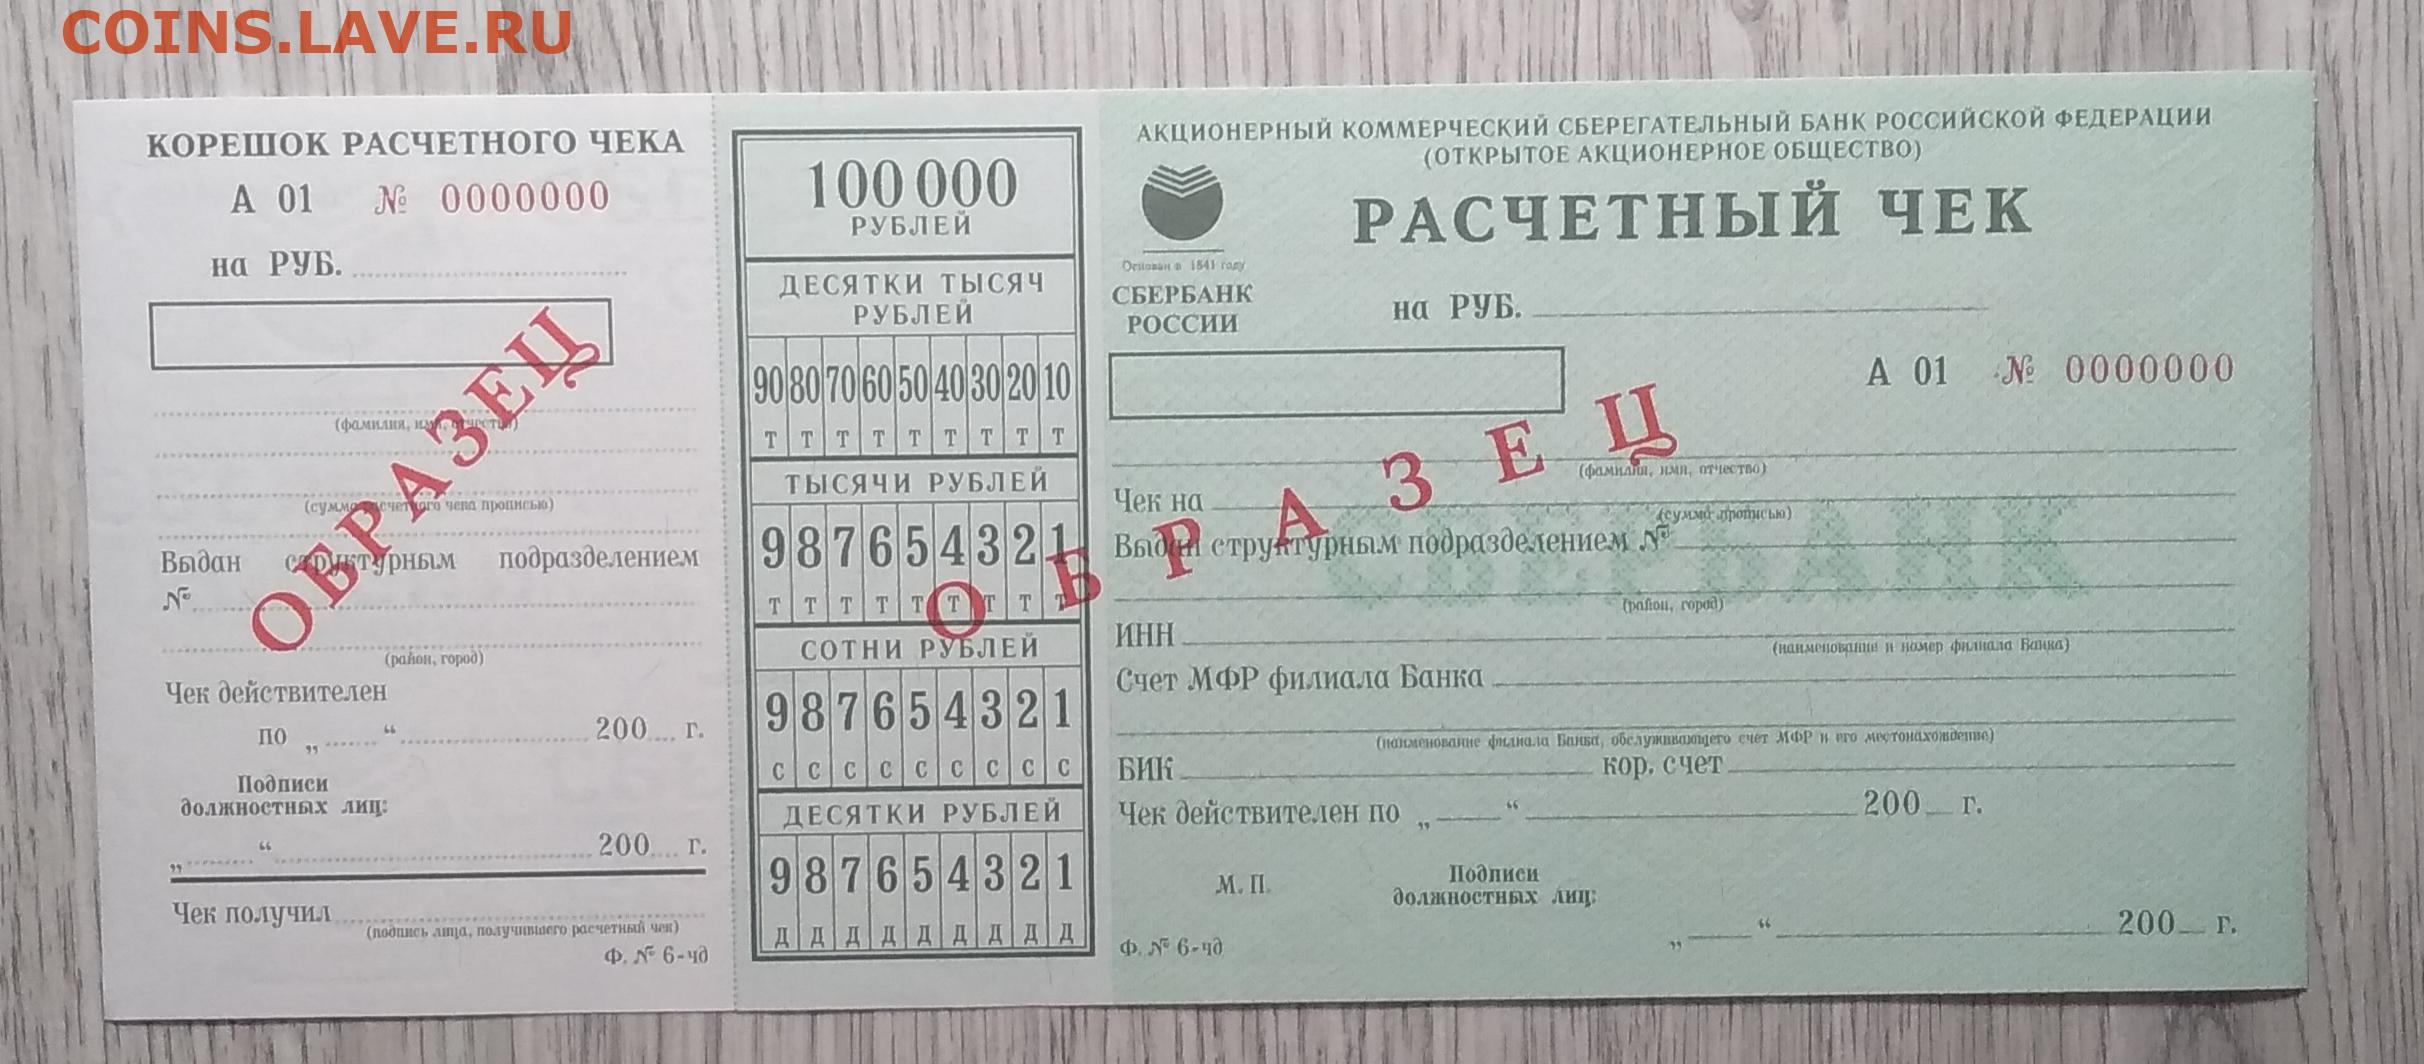 COINS.LAVE.RU
КОРЕШОК РАСЧЕТНОГО ЧЕКА
А 01 № 0000000
на РУБ.
(фамилия, имя, отчество)
(сумма расчетного чека прописью)
Выдан структурным подразделением
№
(район, город)
Чек действителен
по „ “ 200 г.
Подписи
должностных лиц:
„ “ 200 г.
Чек получил
(подпись лица, получившего расчетный чек)
Ф. № 6-чд
ОБРАЗЕЦ
100 000
РУБЛЕЙ
ДЕСЯТКИ ТЫСЯЧ
РУБЛЕЙ
90 80 70 60 50 40 30 20 10
Т Т Т Т Т Т Т Т Т
ТЫСЯЧИ РУБЛЕЙ
9 8 7 6 5 4 3 2 1
Т Т Т Т Т Т Т Т Т
СОТНИ РУБЛЕЙ
9 8 7 6 5 4 3 2 1
С С С С С С С С С
ДЕСЯТКИ РУБЛЕЙ
9 8 7 6 5 4 3 2 1
Д Д Д Д Д Д Д Д Д
АКЦИОНЕРНЫЙ КОММЕРЧЕСКИЙ СБЕРЕГАТЕЛЬНЫЙ БАНК РОССИЙСКОЙ ФЕДЕРАЦИИ
(ОТКРЫТОЕ АКЦИОНЕРНОЕ ОБЩЕСТВО)
РАСЧЕТНЫЙ ЧЕК
Основан в 1841 году
СБЕРБАНК
РОССИИ
на РУБ.
А 01 № 0000000
(фамилия, имя, отчество)
Чек на
(сумма прописью)
Выдан структурным подразделением №
СБЕРБАНК
(район, город)
ИНН
(наименование и номер филиала Банка)
Счет МФР филиала Банка
(наименование филиала Банка, обслуживающего счет МФР и его местонахождение)
БИК кор. счет
Чек действителен по „ “ 200 г.
М. П. Подписи
должностных лиц:
„ “ 200 г.
Ф. № 6-чд
ОБРАЗЕЦ